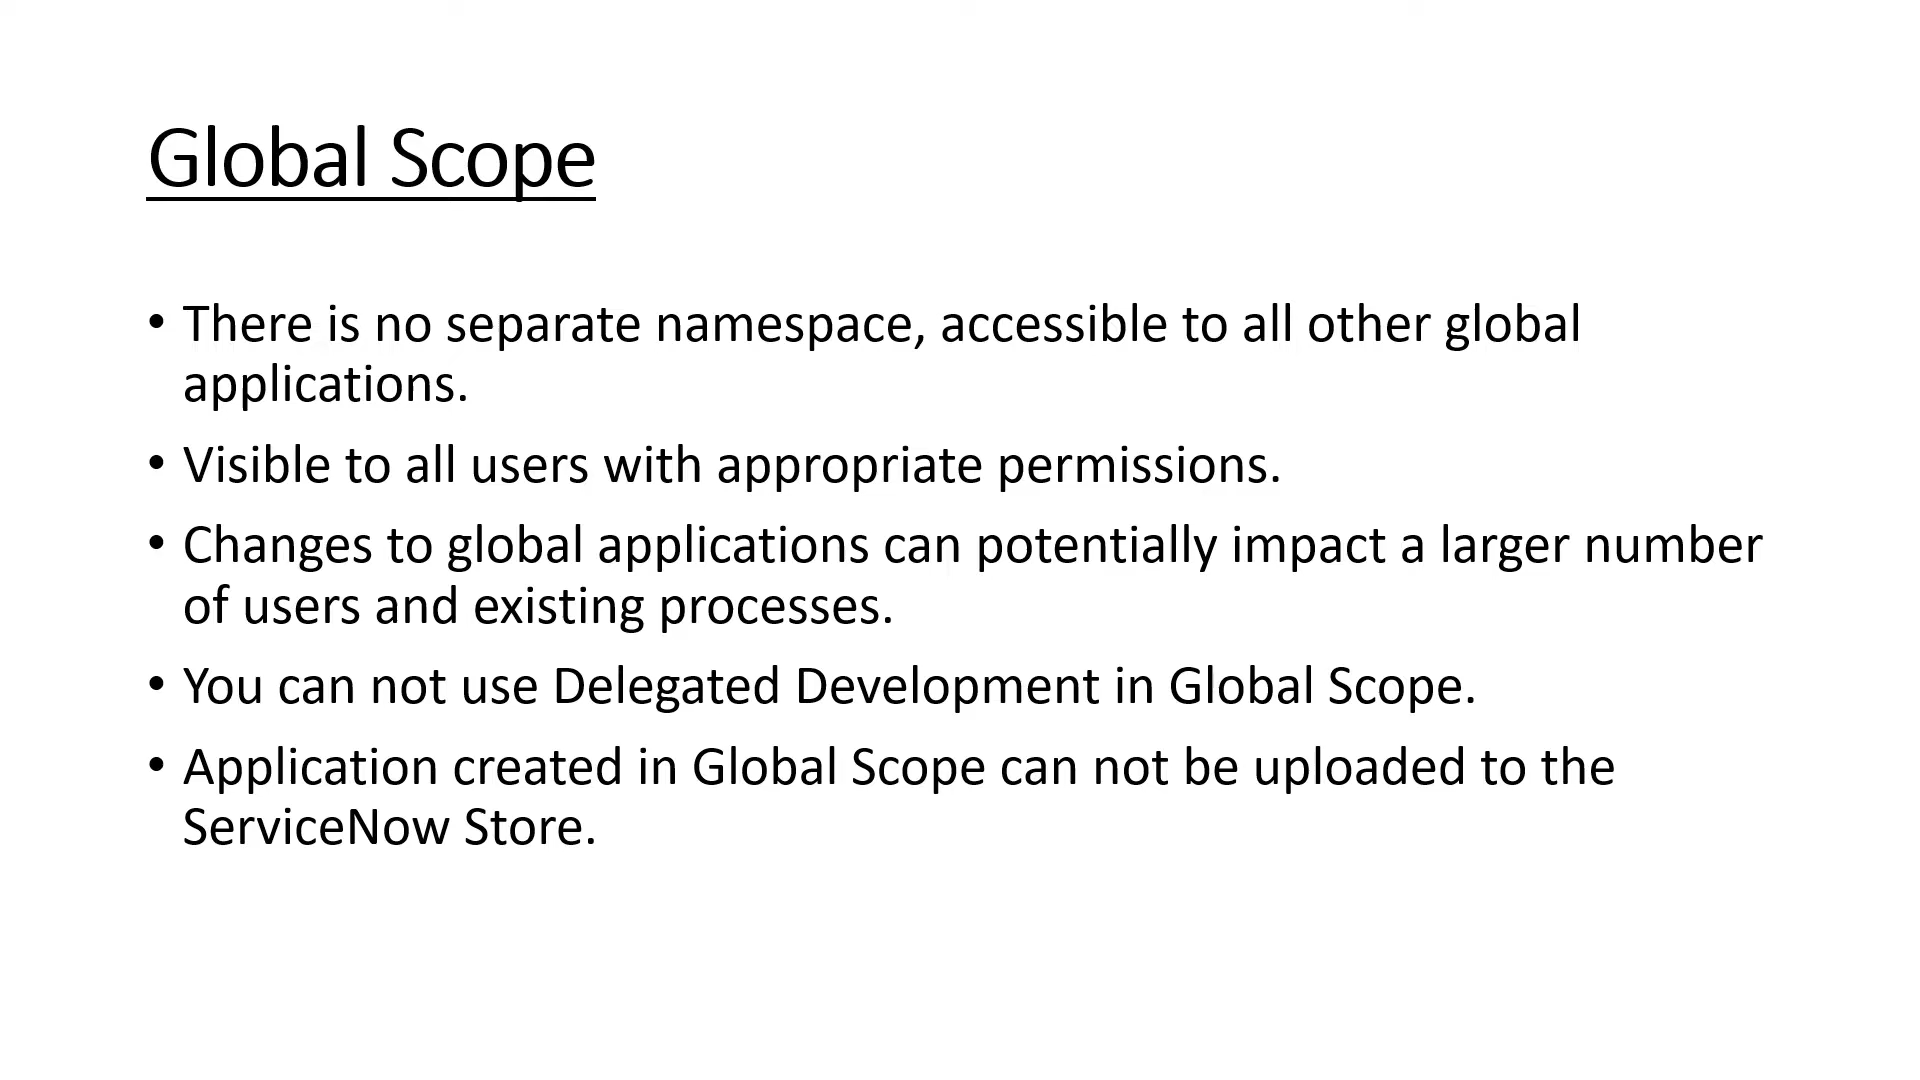 Global Scope
• There is no separate namespace, accessible to all other global
applications.
• Visible to all users with appropriate permissions.
• Changes to global applications can potentially impact a larger number
of users and existing processes.
• You can not use Delegated Development in Global Scope.
• Application created in Global Scope can not be uploaded to the
ServiceNow Store.